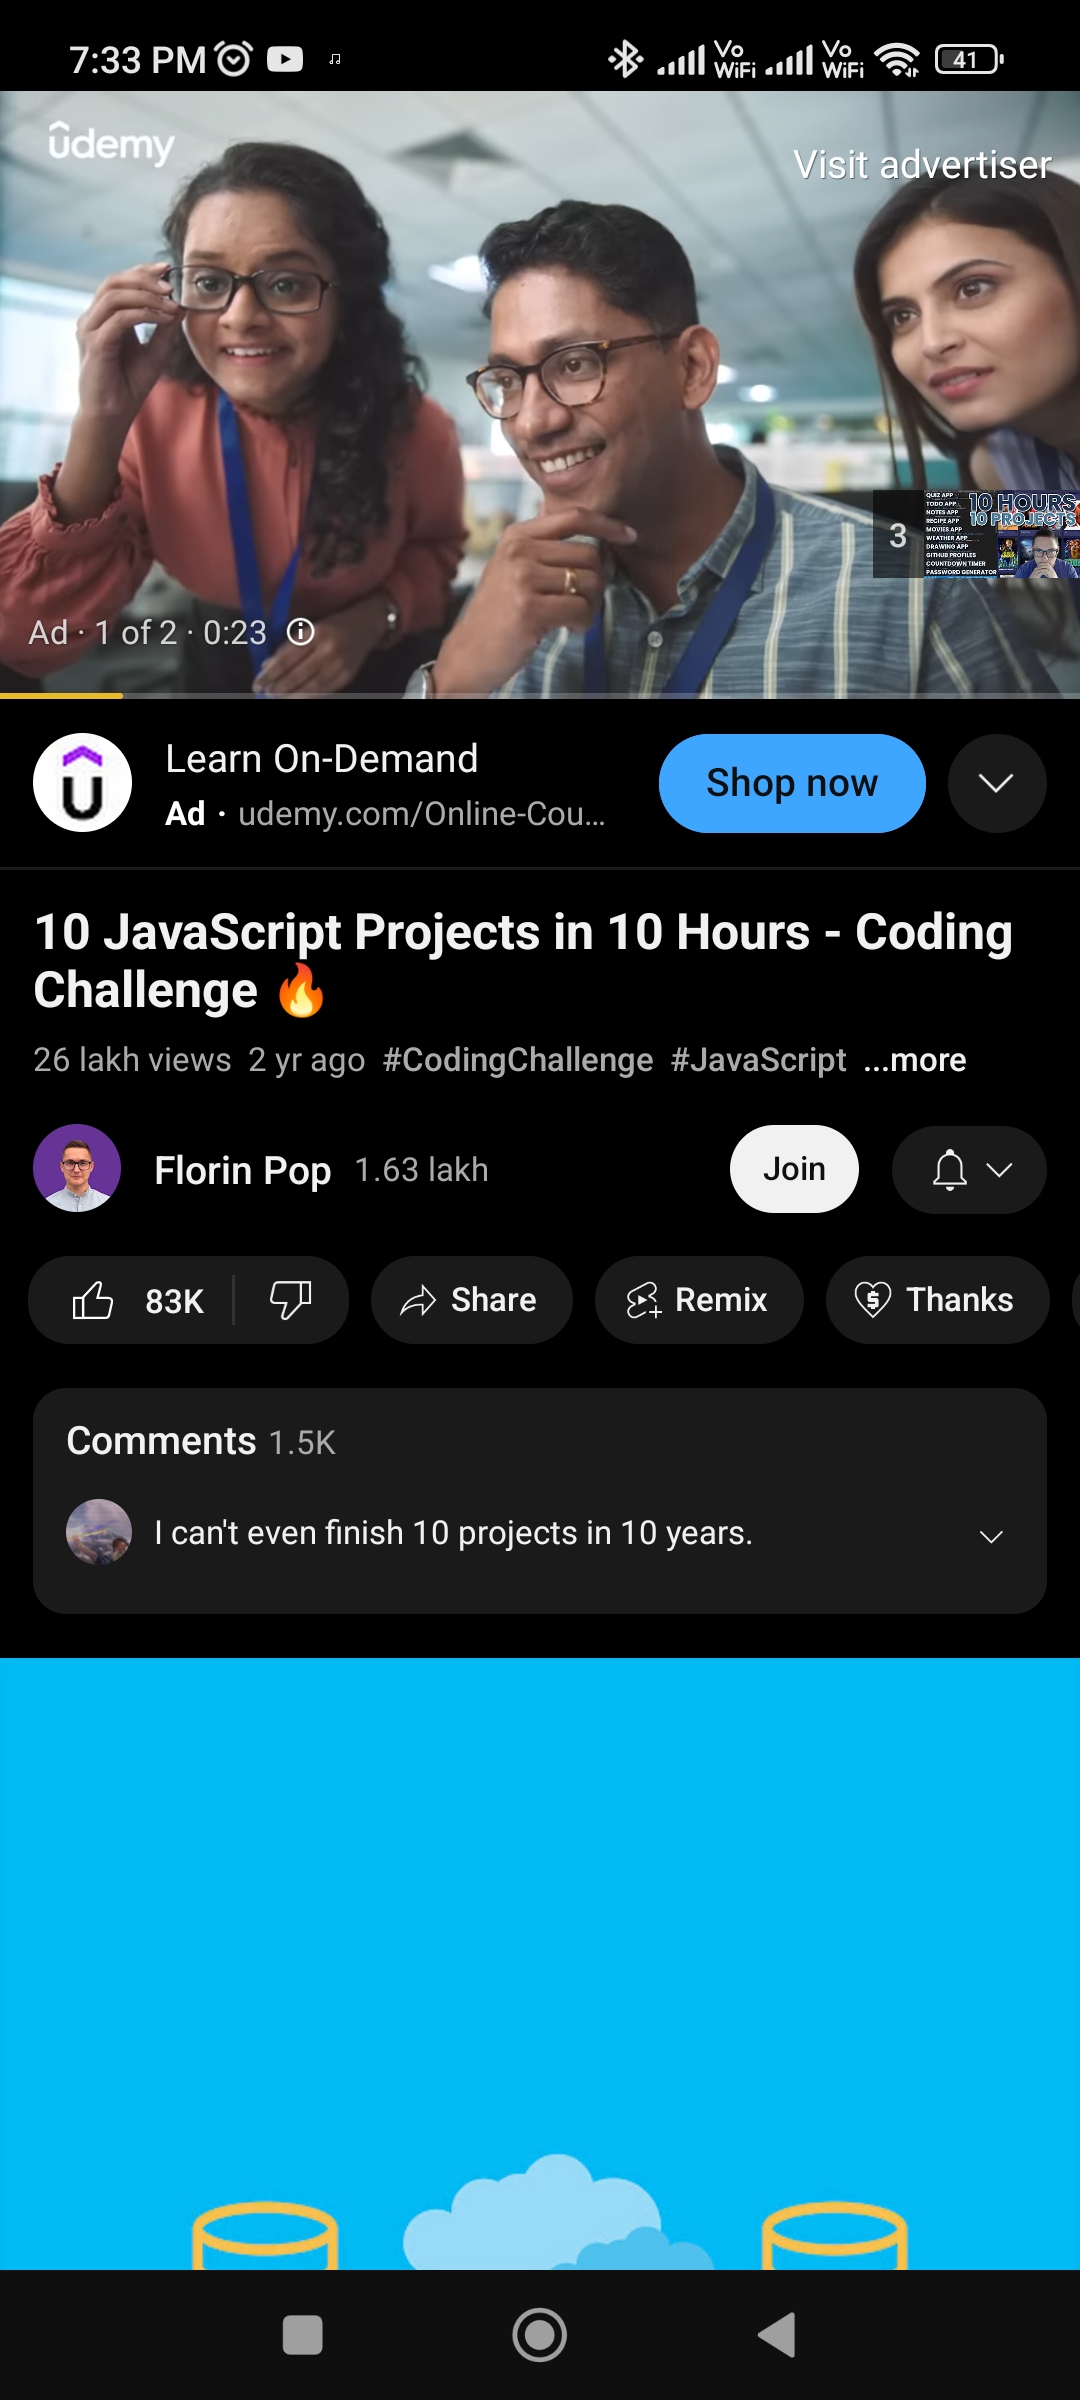 7:33 PM
Vo WiFi
Vo WiFi
41
ûdemy
Visit advertiser
3
QUIZ APP
TODO APP
NOTES APP
RECIPE APP
MOVIES APP
WEATHER APP
DRAWING APP
GITHUB PROFILES
COUNTDOWN TIMER
PASSWORD GENERATOR
10 HOURS
10 PROJECTS
Ad · 1 of 2 · 0:23
Learn On-Demand
Ad · udemy.com/Online-Cou...
Shop now
10 JavaScript Projects in 10 Hours - Coding
Challenge 🔥
26 lakh views 2 yr ago #CodingChallenge #JavaScript ...more
Florin Pop 1.63 lakh
Join
83K
Share
Remix
Thanks
Comments 1.5K
I can't even finish 10 projects in 10 years.